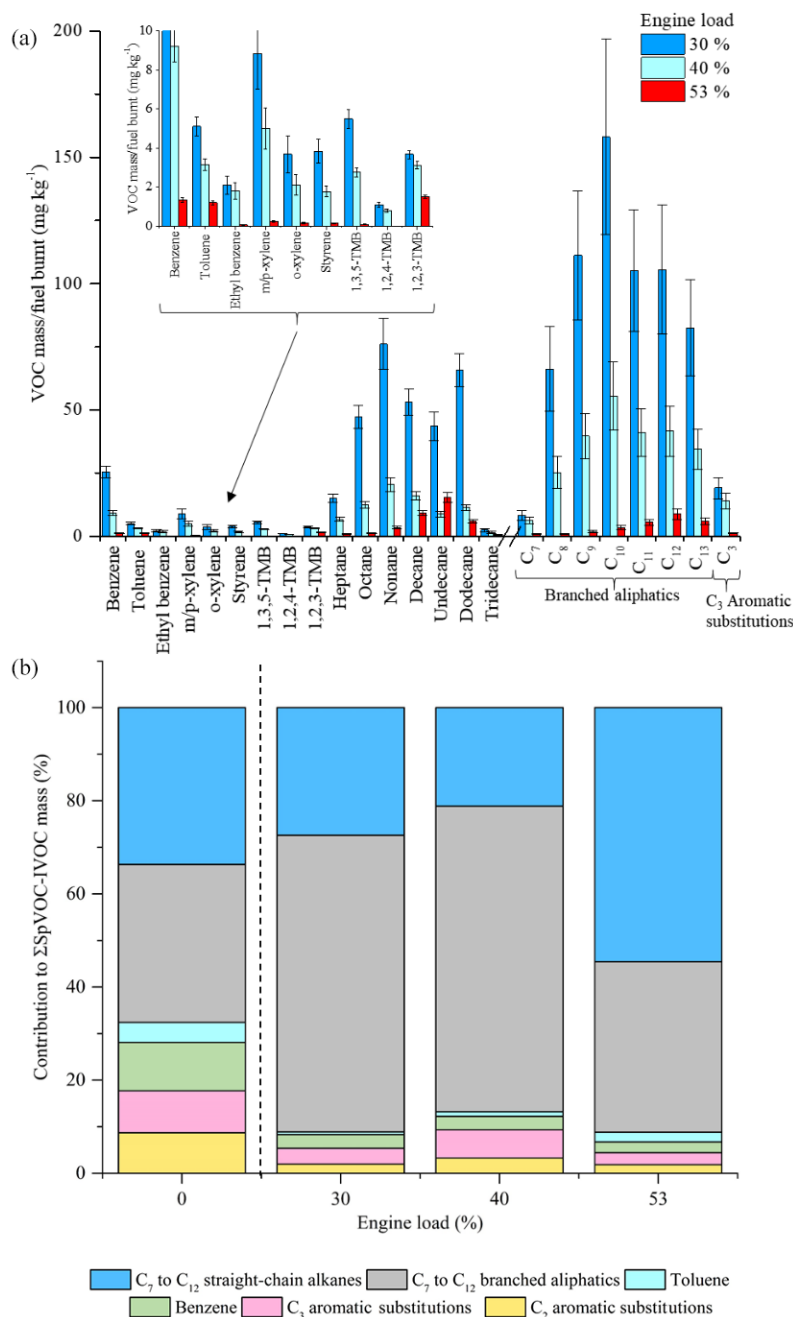 (a)
Engine load
30 %
40 %
53 %
VOC mass/fuel burnt (mg kg⁻¹)
200
150
100
50
0
VOC mass/fuel burnt (mg kg⁻¹)
10
8
6
4
2
0
Benzene
Toluene
Ethyl benzene
m/p-xylene
o-xylene
Styrene
1,3,5-TMB
1,2,4-TMB
1,2,3-TMB
Benzene
Toluene
Ethyl benzene
m/p-xylene
o-xylene
Styrene
1,3,5-TMB
1,2,4-TMB
1,2,3-TMB
Heptane
Octane
Nonane
Decane
Undecane
Dodecane
Tridecane
C₇
C₈
C₉
C₁₀
C₁₁
C₁₂
C₁₃
C₃
Branched aliphatics
C₃ Aromatic
substitutions
(b)
Contribution to ΣSpVOC-IVOC mass (%)
100
80
60
40
20
0
0 30 40 53
Engine load (%)
C₇ to C₁₂ straight-chain alkanes C₇ to C₁₂ branched aliphatics Toluene
Benzene C₃ aromatic substitutions C₂ aromatic substitutions